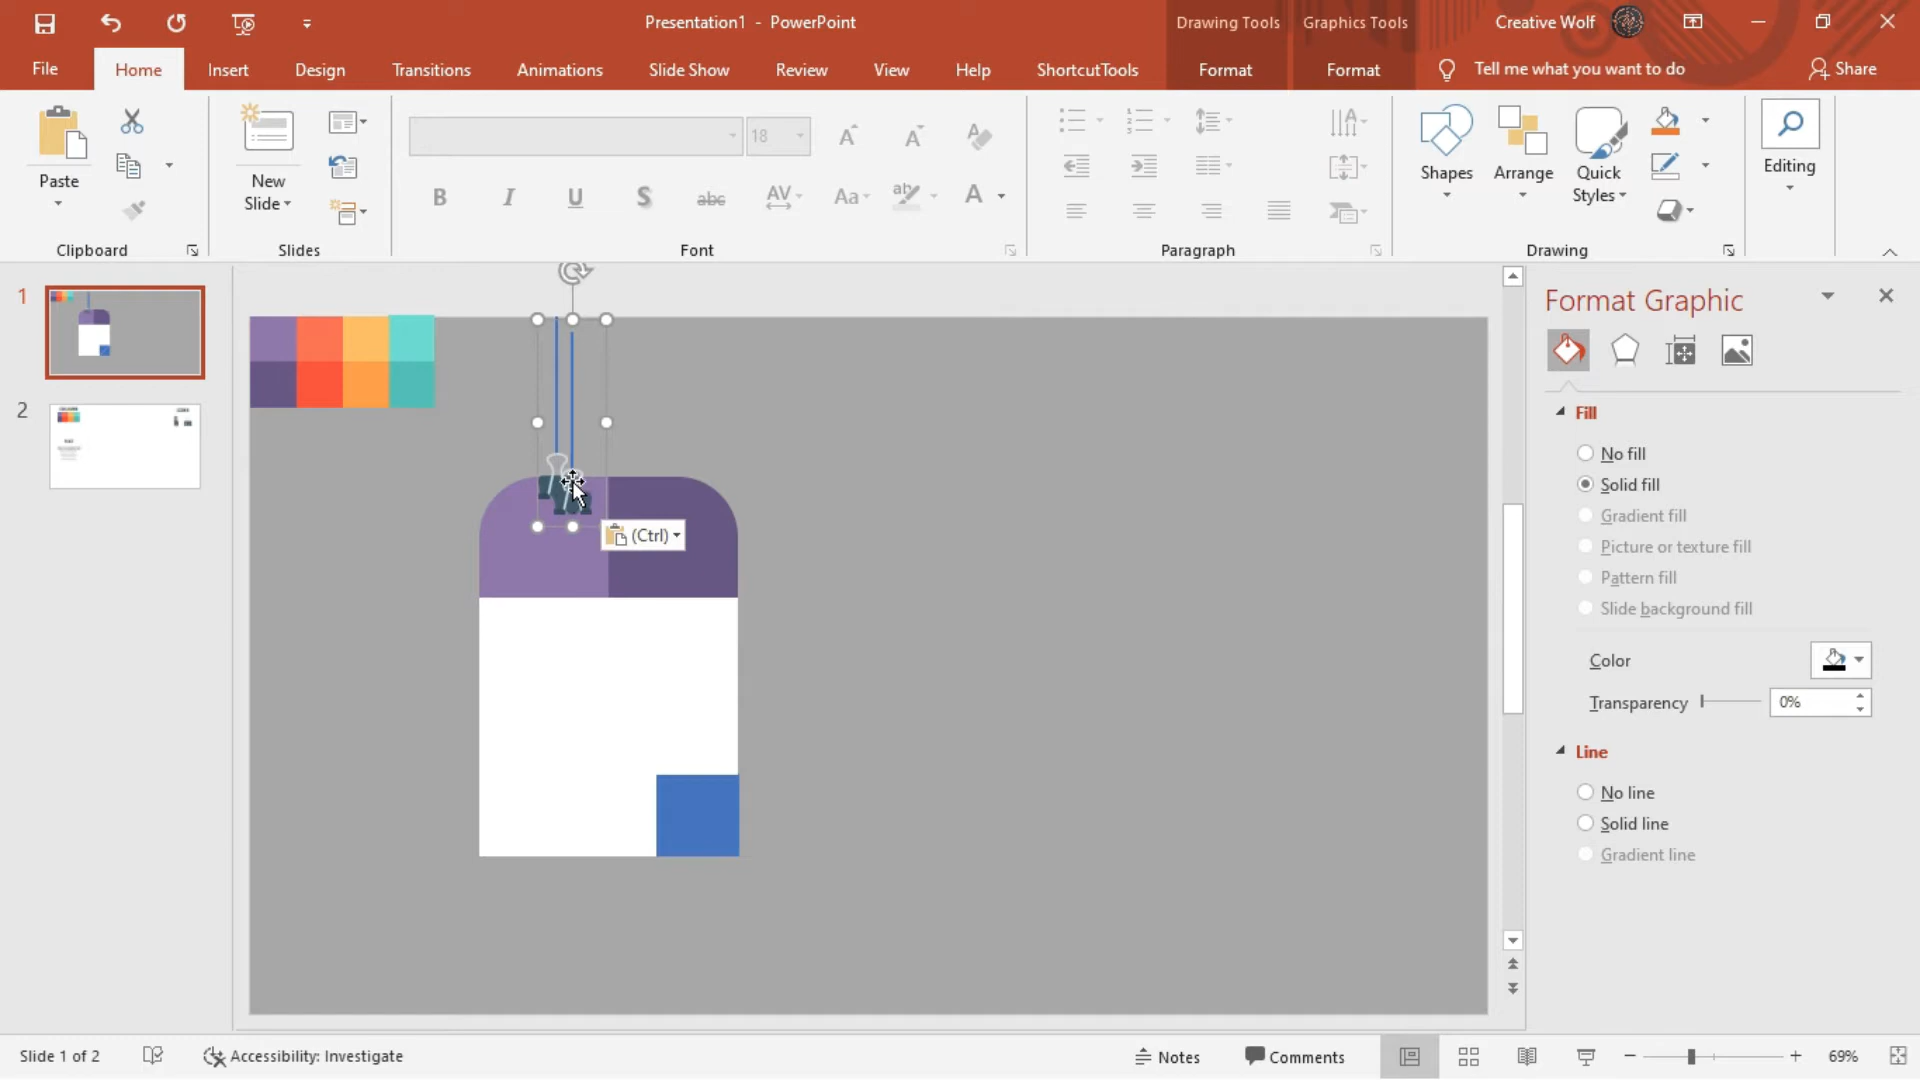 Presentation1 - PowerPoint
Drawing Tools
Graphics Tools
Creative Wolf
File
Home
Insert
Design
Transitions
Animations
Slide Show
Review
View
Help
ShortcutTools
Format
Format
Tell me what you want to do
Share
Paste
New
Slide
18
B
I
U
S
abc
AV
Aa
ab
A
Shapes
Arrange
Quick
Styles
Editing
Clipboard
Slides
Font
Paragraph
Drawing
1
2
(Ctrl)
Format Graphic
Fill
No fill
Solid fill
Gradient fill
Picture or texture fill
Pattern fill
Slide background fill
Color
Transparency
0%
Line
No line
Solid line
Gradient line
Slide 1 of 2
Accessibility: Investigate
Notes
Comments
69%